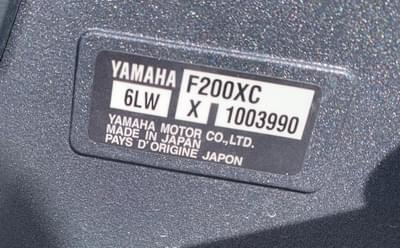 YAMAHA F200XC
6LW X 1003990
YAMAHA MOTOR CO.,LTD.
MADE IN JAPAN
PAYS D'ORIGINE JAPON